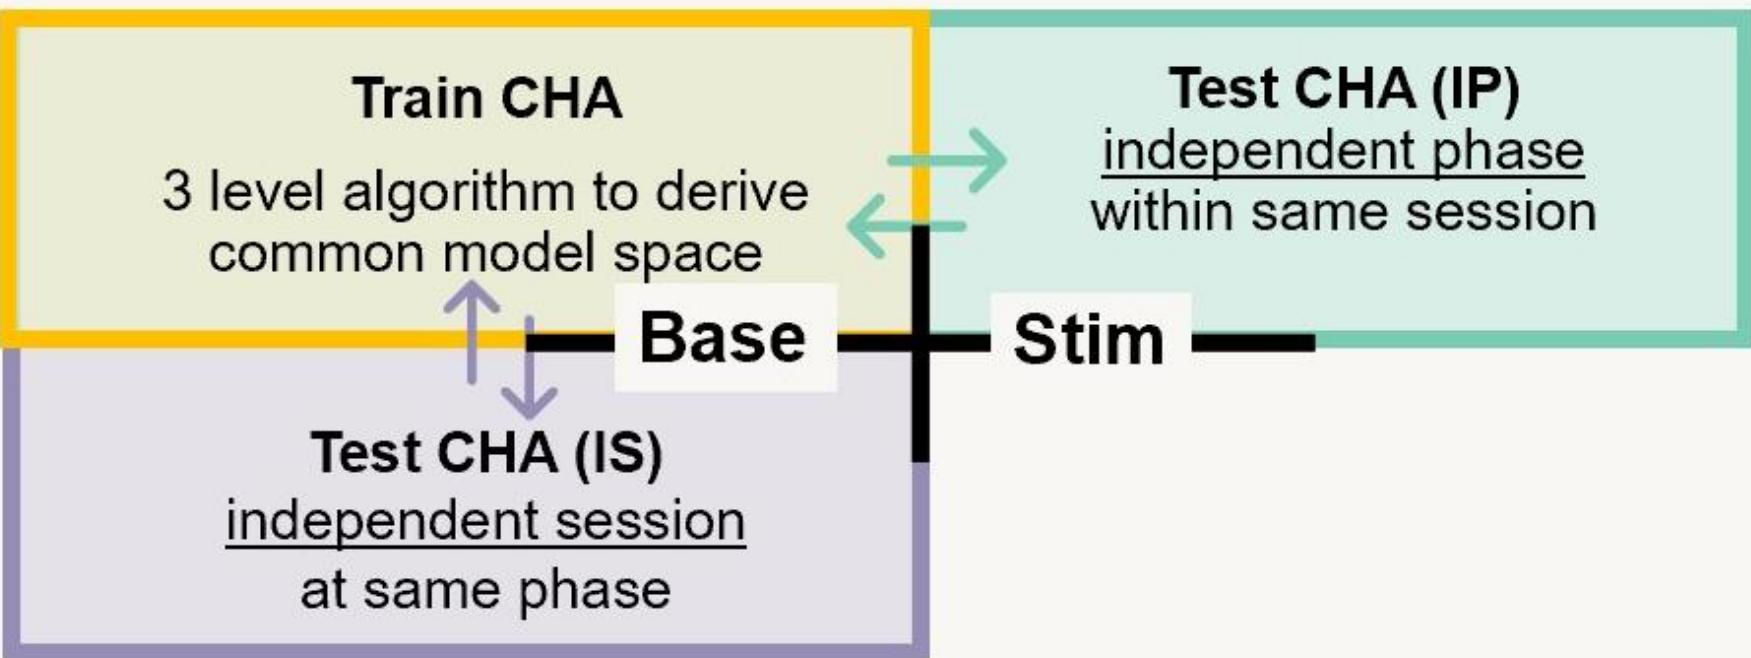 Train CHA
3 level algorithm to derive
common model space
Test CHA (IP)
independent phase
within same session
Base
Stim
Test CHA (IS)
independent session
at same phase